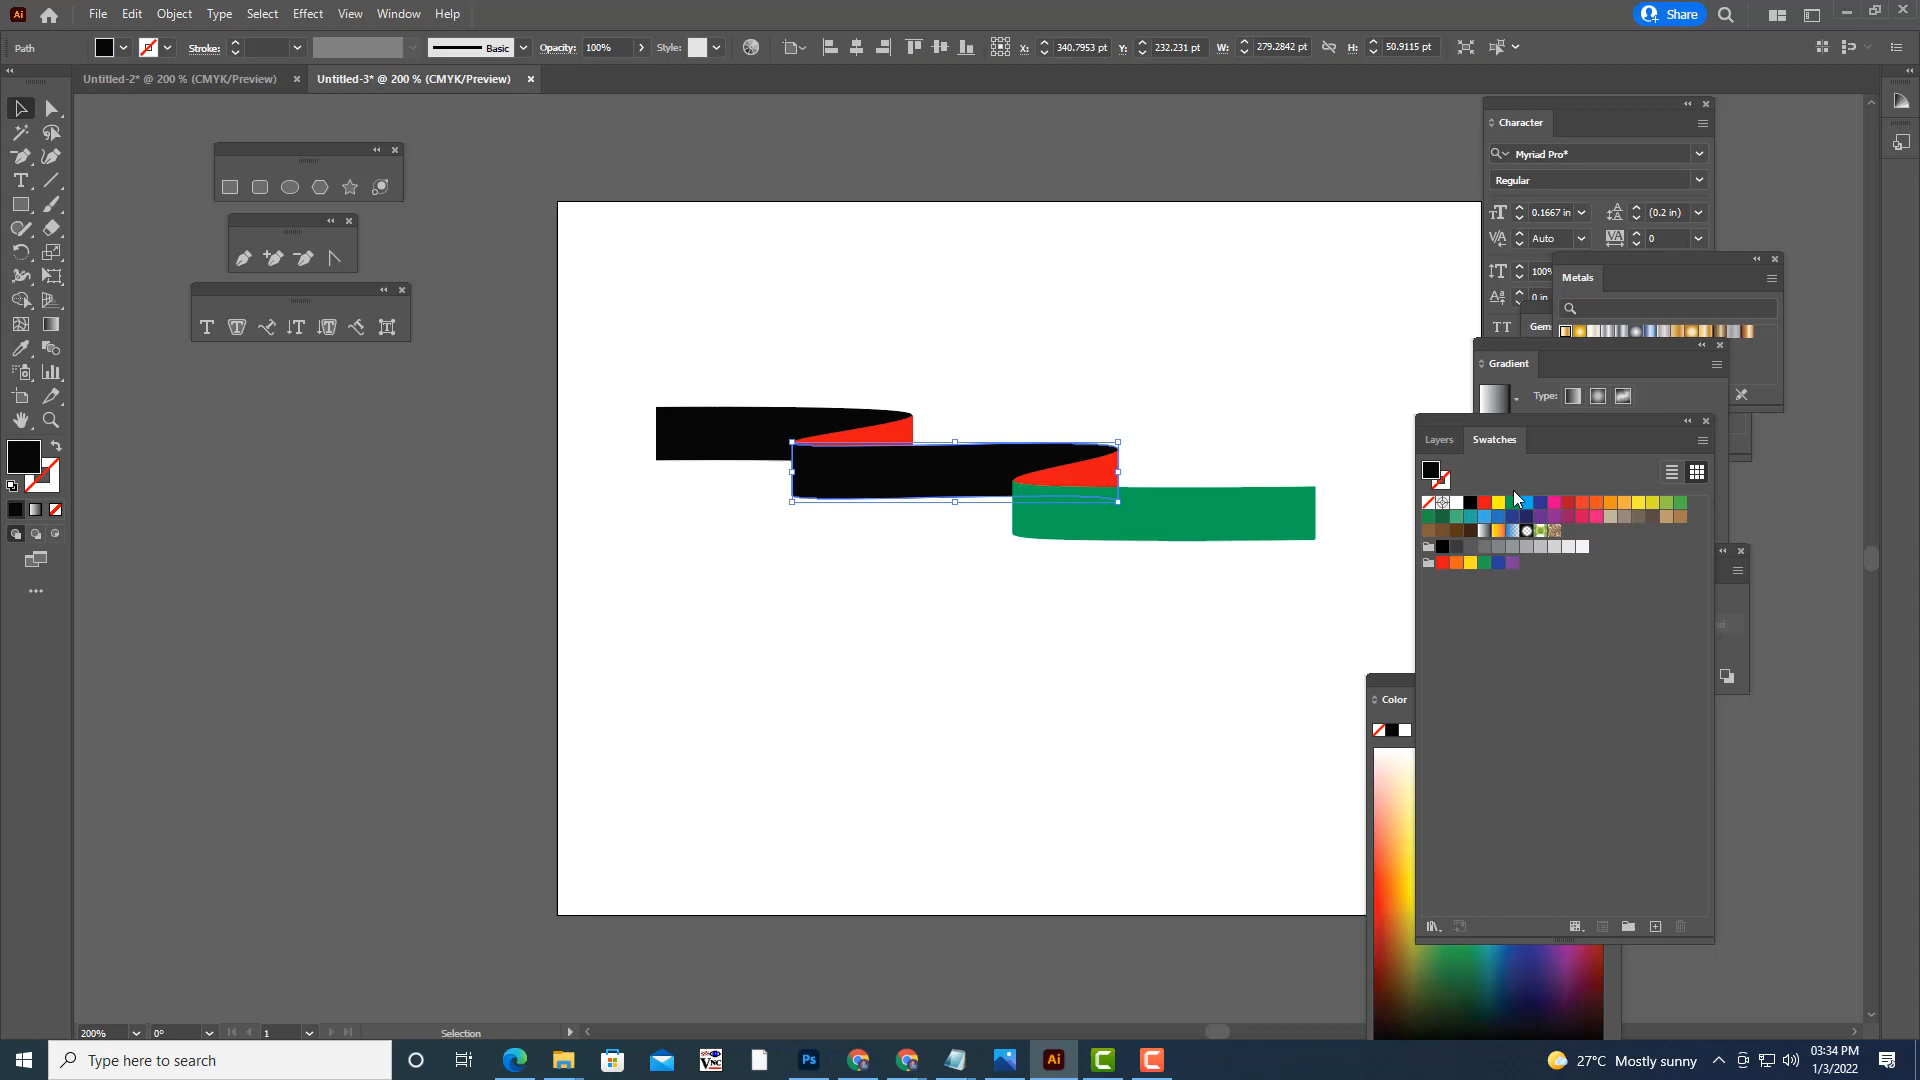 Ai File Edit Object Type Select Effect View Window Help Share
Path Stroke: Basic Opacity: 100% Style: X: 340.7953 pt Y: 232.231 pt W: 279.2842 pt H: 50.9115 pt
Untitled-2* @ 200 % (CMYK/Preview) Untitled-3* @ 200 % (CMYK/Preview)
Character
Myriad Pro*
Regular
0.1667 in (0.2 in)
Auto 0
100%
0 in
Metals
Gem
Gradient
Type:
Layers Swatches
Color
200% 0° 1 Selection
Type here to search
Ps Ai
27°C Mostly sunny
03:34 PM
1/3/2022